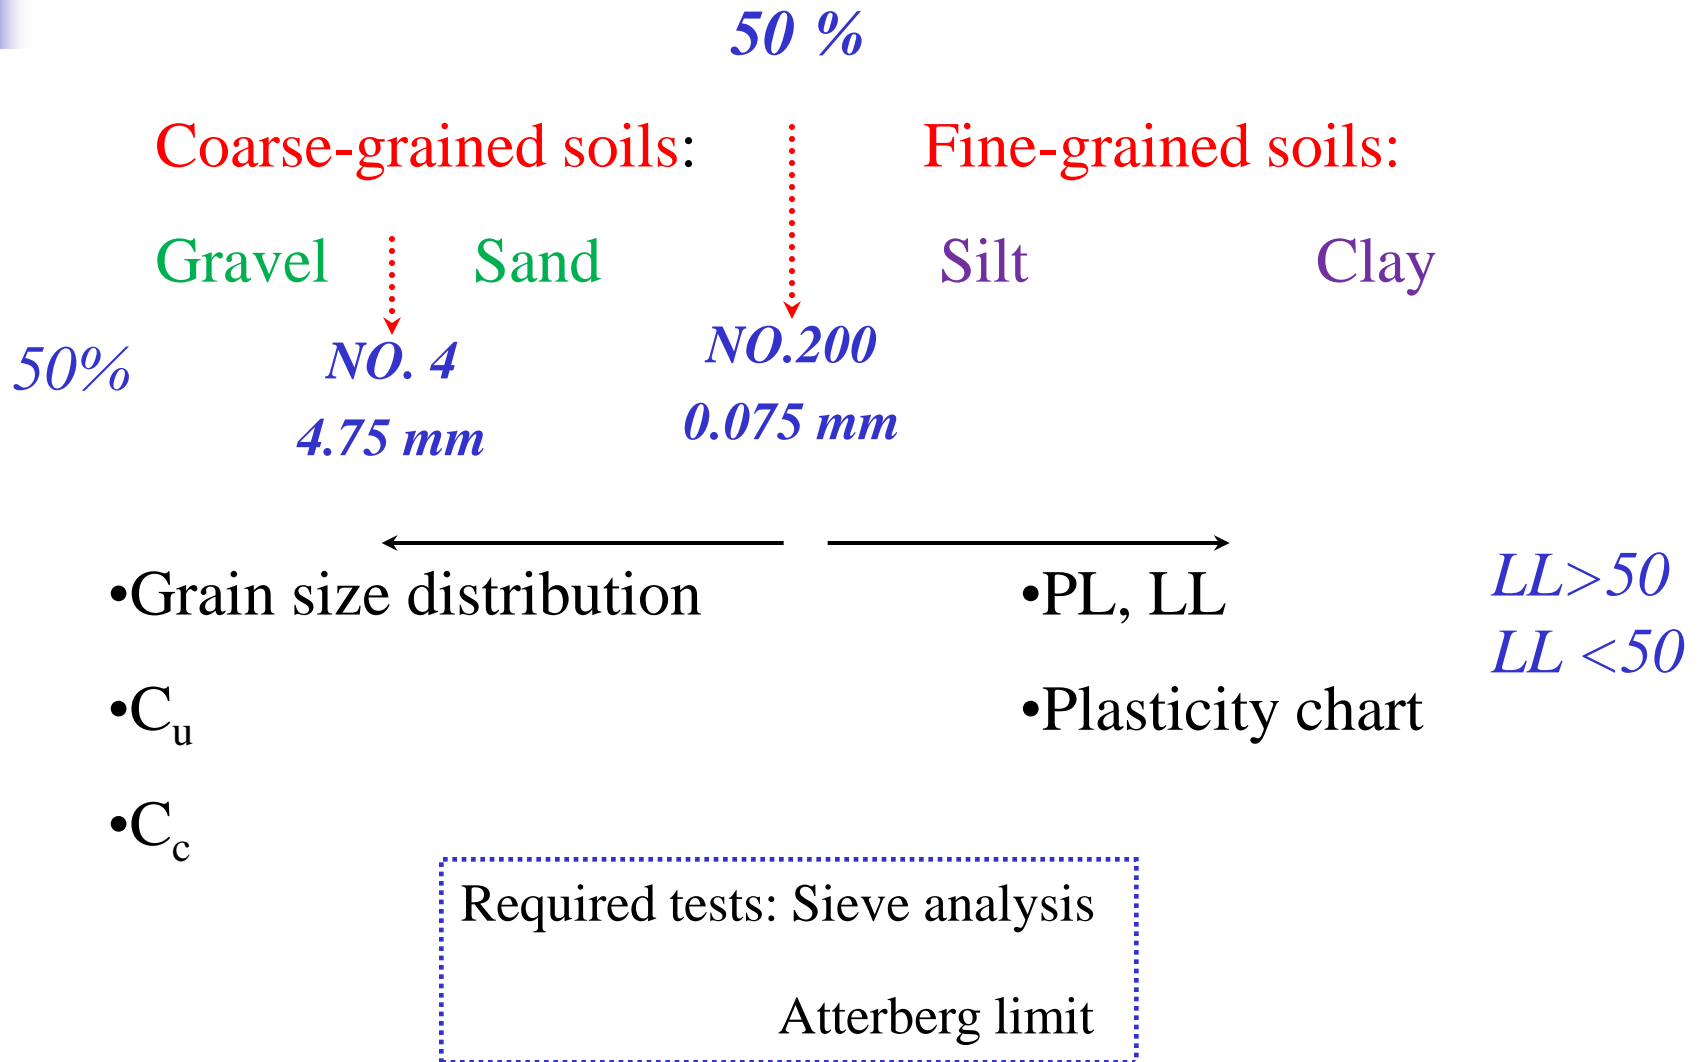 50 %
Coarse-grained soils: Fine-grained soils:
Gravel Sand Silt Clay
50% NO. 4 NO.200
4.75 mm 0.075 mm
•Grain size distribution •PL, LL LL>50
LL <50
•Cu •Plasticity chart
•Cc
Required tests: Sieve analysis
Atterberg limit